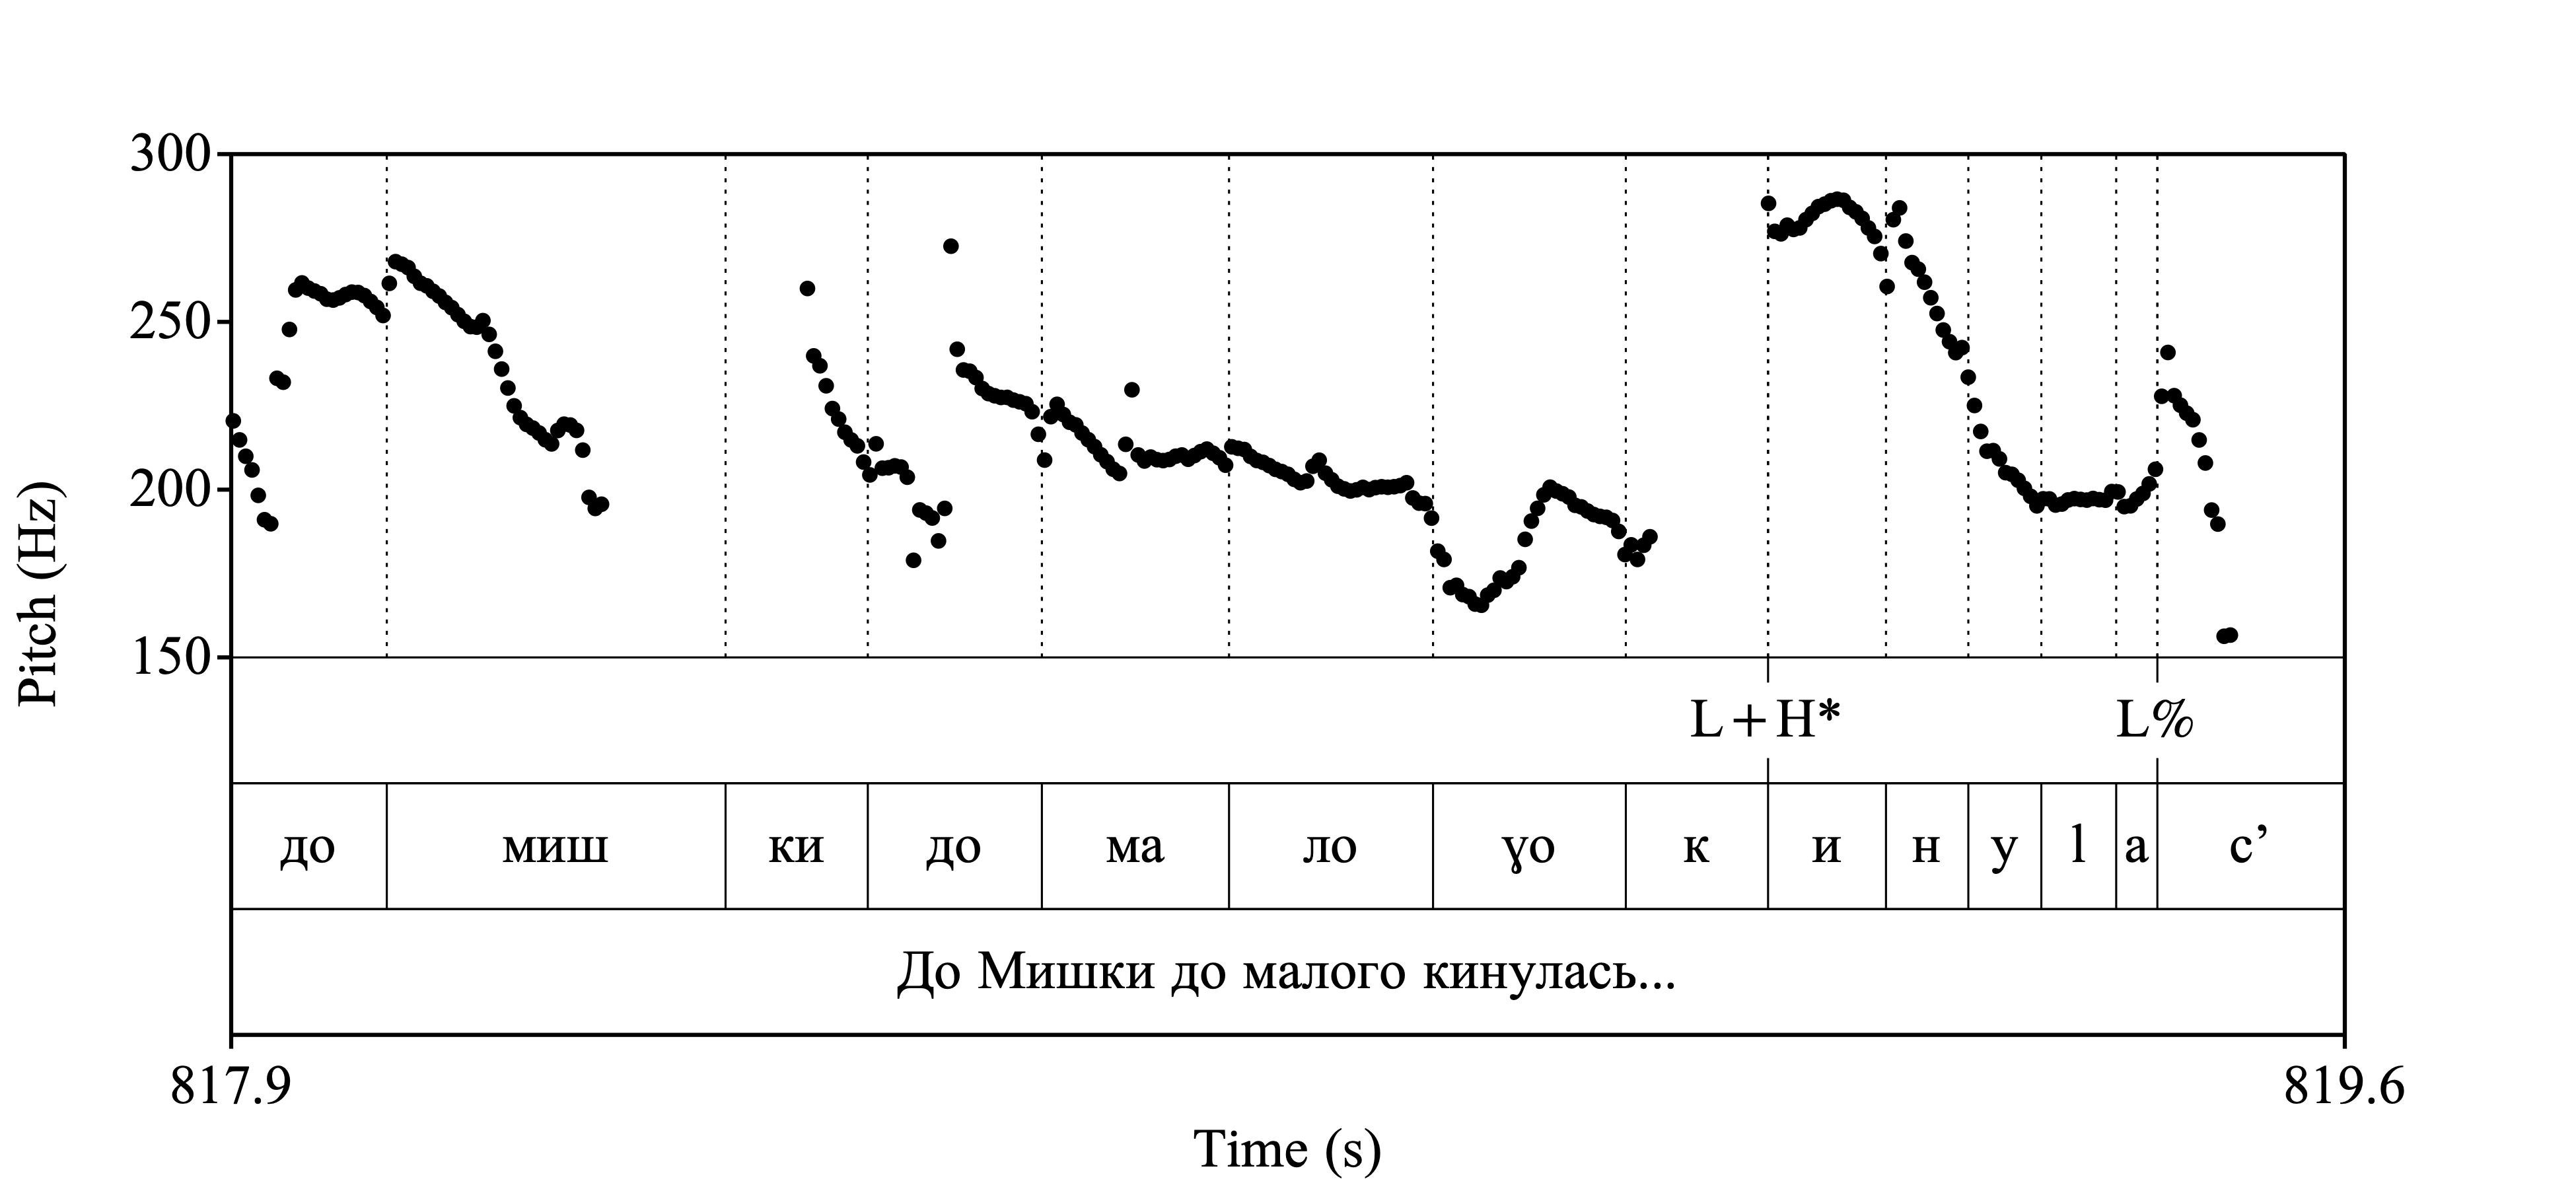 300
250
200
150
Pitch (Hz)
L+H* L%
до миш ки до ма ло ɣо к и н у l а с’
До Мишки до малого кинулась...
817.9 819.6
Time (s)